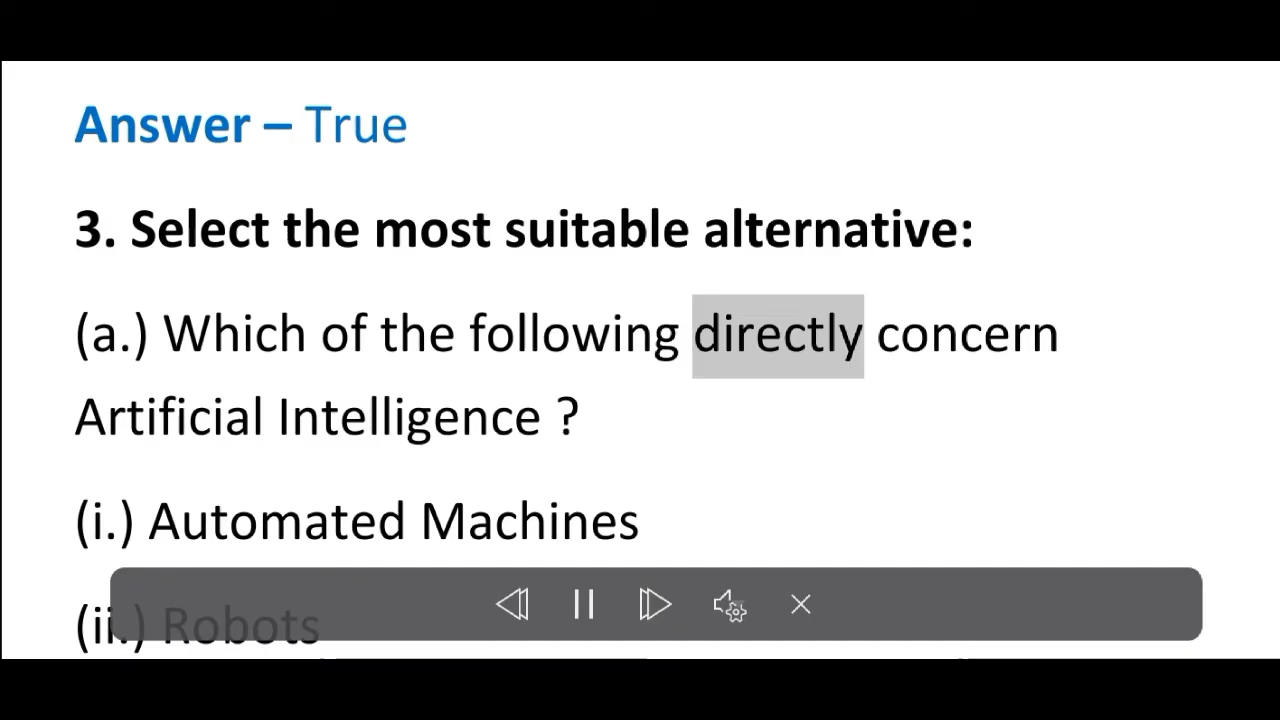 Answer – True
3. Select the most suitable alternative:
(a.) Which of the following directly concern
Artificial Intelligence ?
(i.) Automated Machines
(ii.) Robots